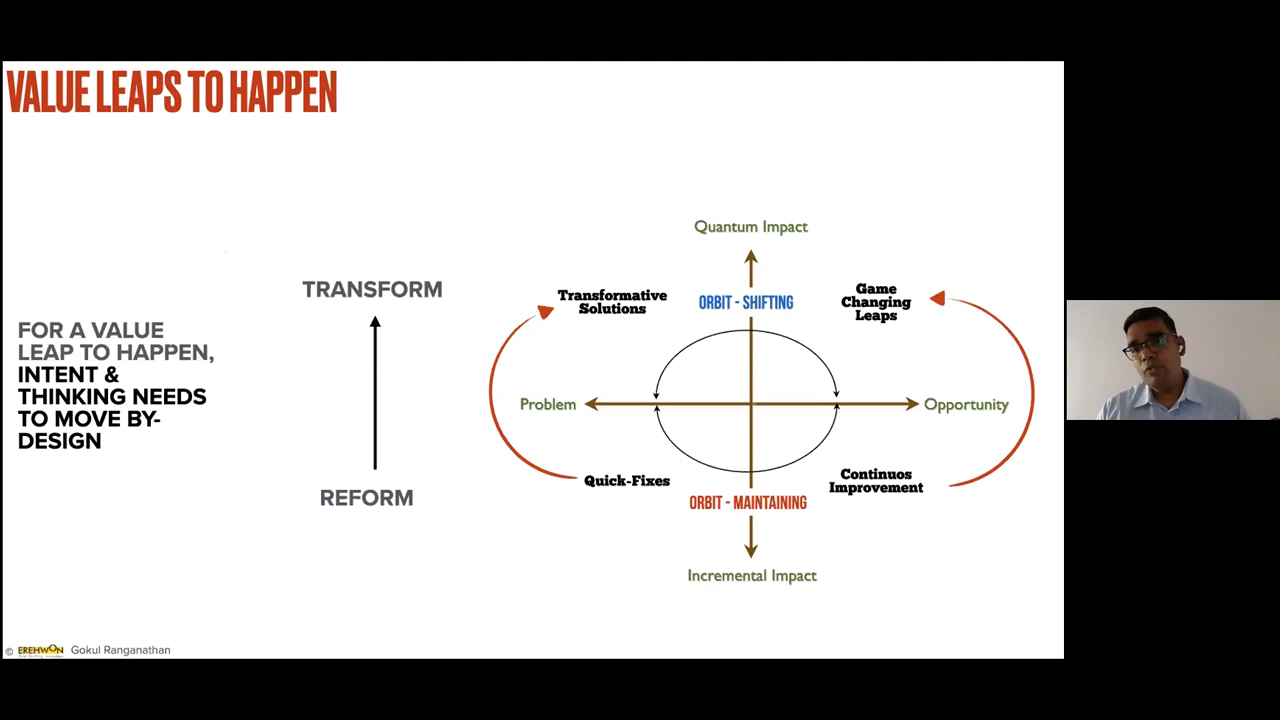 VALUE LEAPS TO HAPPEN
FOR A VALUE
LEAP TO HAPPEN,
INTENT &
THINKING NEEDS
TO MOVE BY-
DESIGN
TRANSFORM
REFORM
Quantum Impact
Transformative
Solutions
ORBIT - SHIFTING
Game
Changing
Leaps
Problem
Opportunity
Quick-Fixes
Continuos
Improvement
ORBIT - MAINTAINING
Incremental Impact
© EREHWON
Gokul Ranganathan